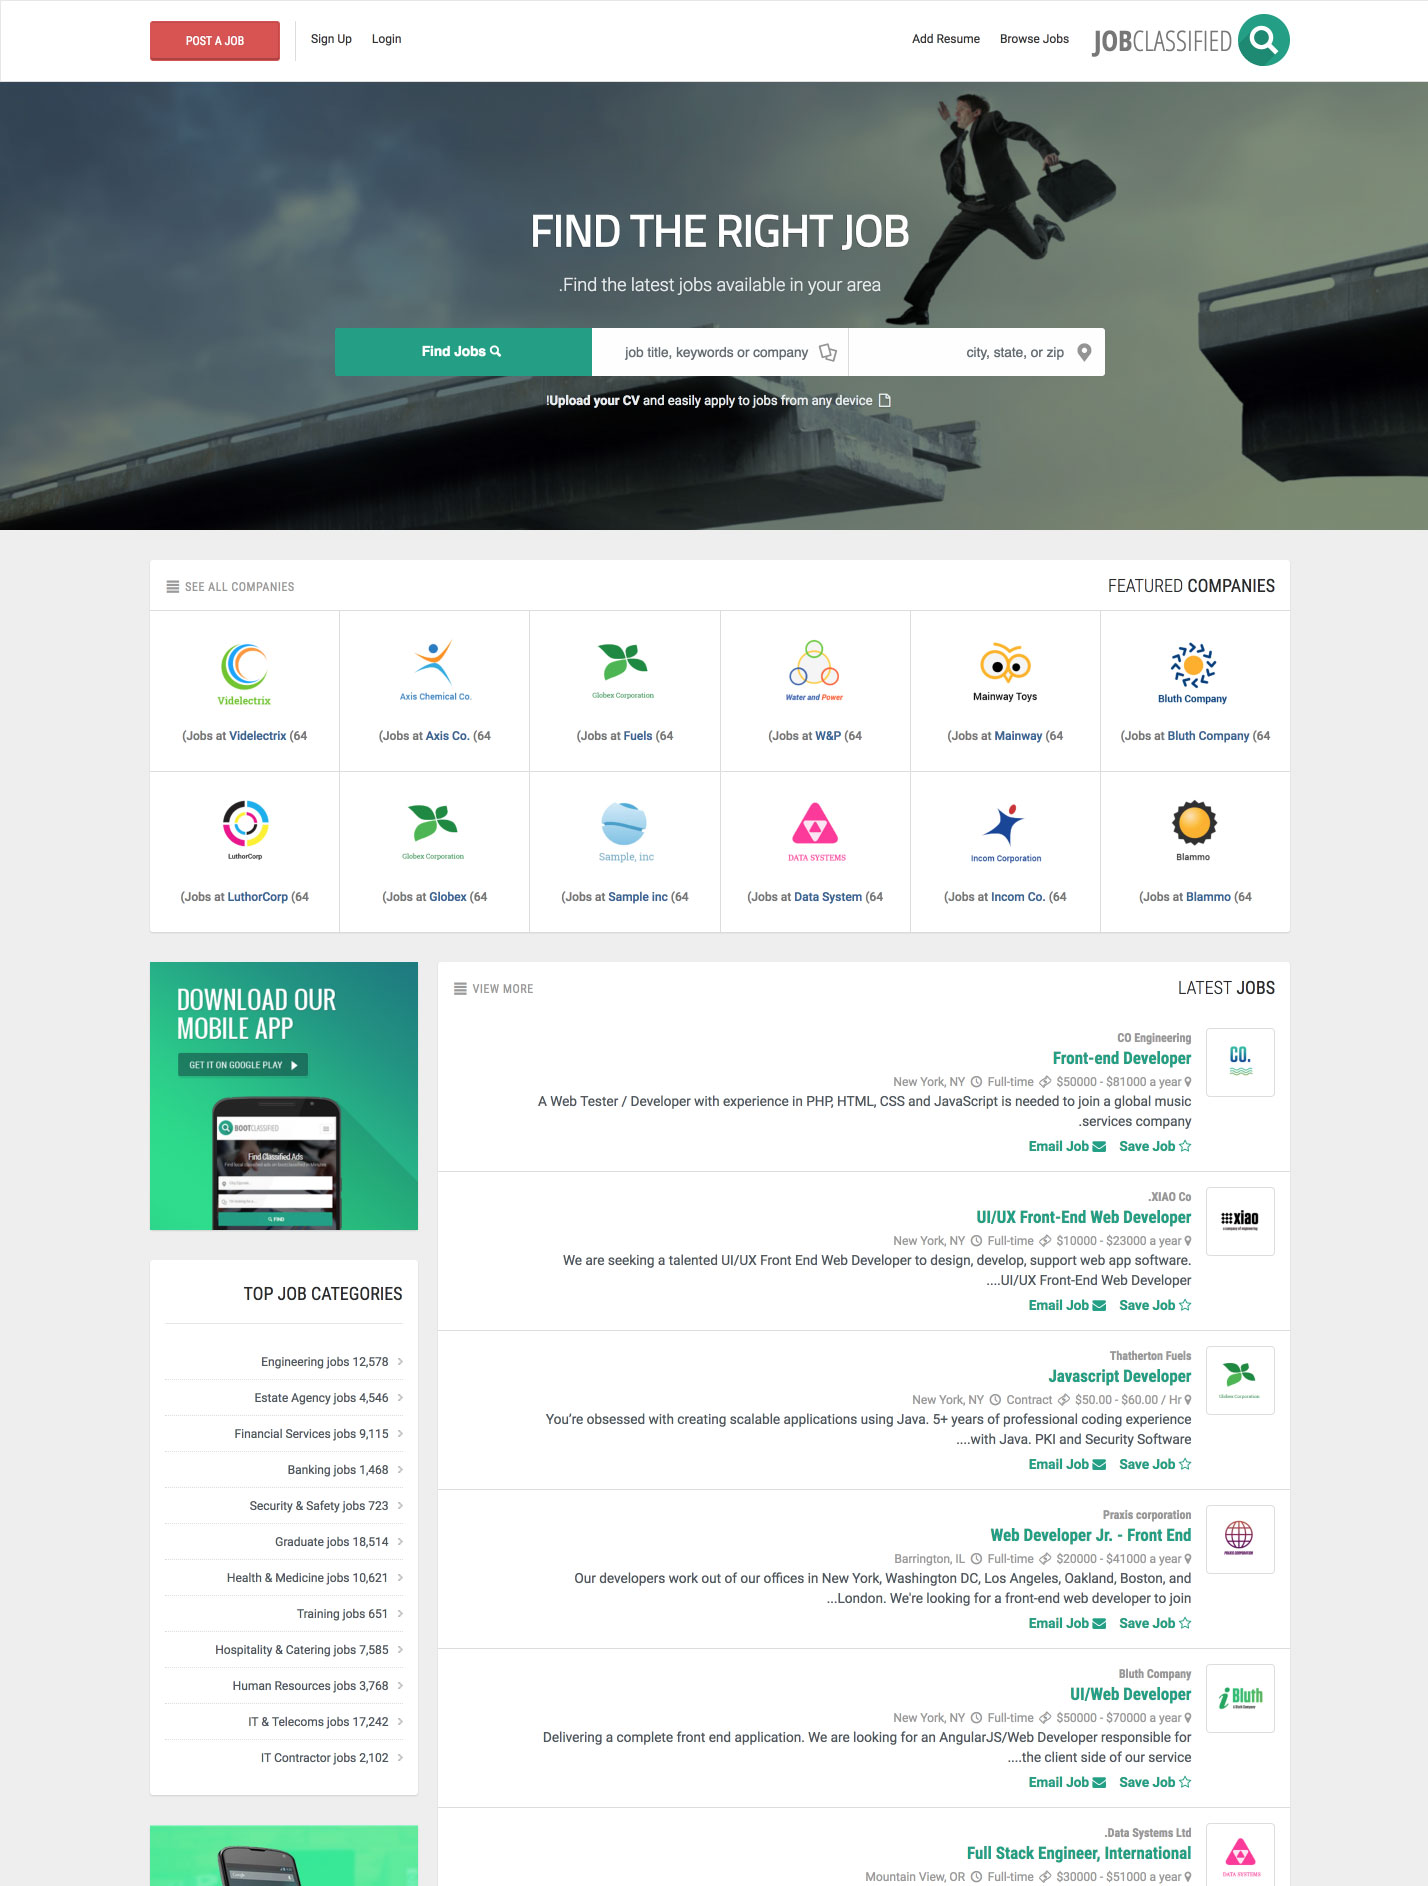 POST A JOB
Sign Up
Login
Add Resume
Browse Jobs
JOBCLASSIFIED
FIND THE RIGHT JOB
.Find the latest jobs available in your area
Find Jobs
job title, keywords or company
city, state, or zip
!Upload your CV and easily apply to jobs from any device
SEE ALL COMPANIES
FEATURED COMPANIES
Videlectrix
(Jobs at Videlectrix (64
Axis Chemical Co.
(Jobs at Axis Co. (64
Globex Corporation
(Jobs at Fuels (64
Water and Power
(Jobs at W&P (64
Mainway Toys
(Jobs at Mainway (64
Bluth Company
(Jobs at Bluth Company (64
LuthorCorp
(Jobs at LuthorCorp (64
Globex Corporation
(Jobs at Globex (64
Sample, inc
(Jobs at Sample inc (64
DATA SYSTEMS
(Jobs at Data System (64
Incom Corporation
(Jobs at Incom Co. (64
Blammo
(Jobs at Blammo (64
DOWNLOAD OUR
MOBILE APP
GET IT ON GOOGLE PLAY
BOOTCLASSIFIED
Find Classified Ads
FIND
TOP JOB CATEGORIES
Engineering jobs 12,578
Estate Agency jobs 4,546
Financial Services jobs 9,115
Banking jobs 1,468
Security & Safety jobs 723
Graduate jobs 18,514
Health & Medicine jobs 10,621
Training jobs 651
Hospitality & Catering jobs 7,585
Human Resources jobs 3,768
IT & Telecoms jobs 17,242
IT Contractor jobs 2,102
VIEW MORE
LATEST JOBS
CO.
CO Engineering
Front-end Developer
New York, NY Full-time $50000 - $81000 a year
A Web Tester / Developer with experience in PHP, HTML, CSS and JavaScript is needed to join a global music
.services company
Email Job Save Job
xiao
a company of engineering
.XIAO Co
UI/UX Front-End Web Developer
New York, NY Full-time $10000 - $23000 a year
We are seeking a talented UI/UX Front End Web Developer to design, develop, support web app software.
....UI/UX Front-End Web Developer
Email Job Save Job
Globex Corporation
Thatherton Fuels
Javascript Developer
New York, NY Contract $50.00 - $60.00 / Hr
You're obsessed with creating scalable applications using Java. 5+ years of professional coding experience
....with Java. PKI and Security Software
Email Job Save Job
PRAXIS CORPORATION
Praxis corporation
Web Developer Jr. - Front End
Barrington, IL Full-time $20000 - $41000 a year
Our developers work out of our offices in New York, Washington DC, Los Angeles, Oakland, Boston, and
...London. We're looking for a front-end web developer to join
Email Job Save Job
i Bluth
A Bluth Company
Bluth Company
UI/Web Developer
New York, NY Full-time $50000 - $70000 a year
Delivering a complete front end application. We are looking for an AngularJS/Web Developer responsible for
....the client side of our service
Email Job Save Job
DATA SYSTEMS
.Data Systems Ltd
Full Stack Engineer, International
Mountain View, OR Full-time $30000 - $51000 a year